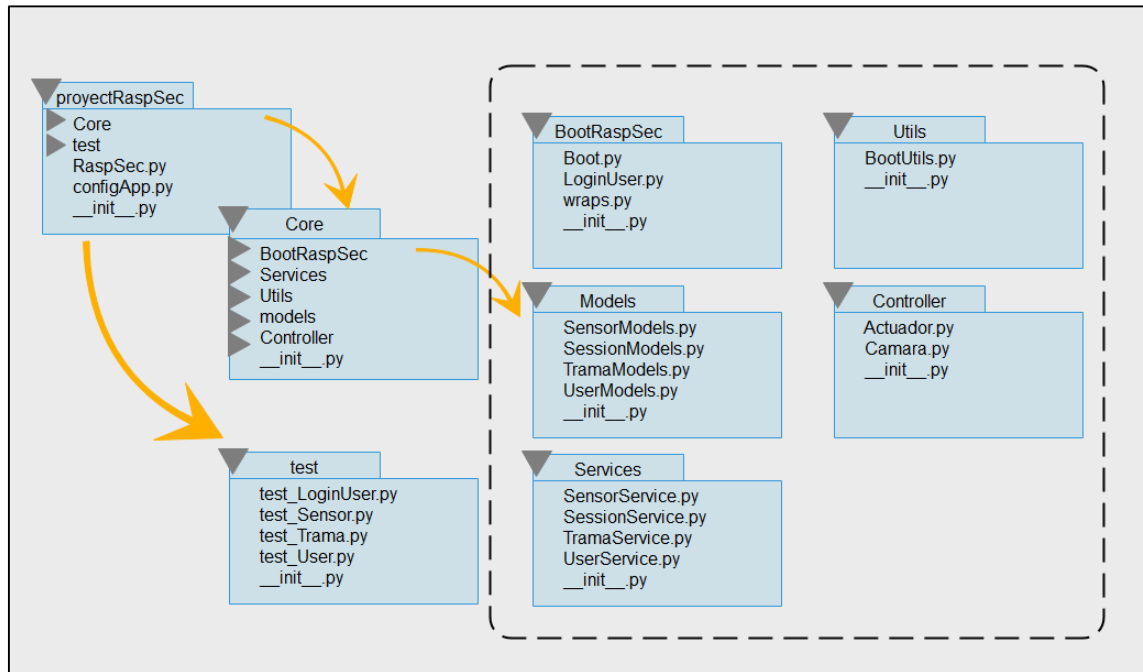 proyectRaspSec
Core
test
RaspSec.py
configApp.py
__init__.py
Core
BootRaspSec
Services
Utils
models
Controller
__init__.py
test
test_LoginUser.py
test_Sensor.py
test_Trama.py
test_User.py
__init__.py
BootRaspSec
Boot.py
LoginUser.py
wraps.py
__init__.py
Utils
BootUtils.py
__init__.py
Models
SensorModels.py
SessionModels.py
TramaModels.py
UserModels.py
__init__.py
Controller
Actuador.py
Camara.py
__init__.py
Services
SensorService.py
SessionService.py
TramaService.py
UserService.py
__init__.py